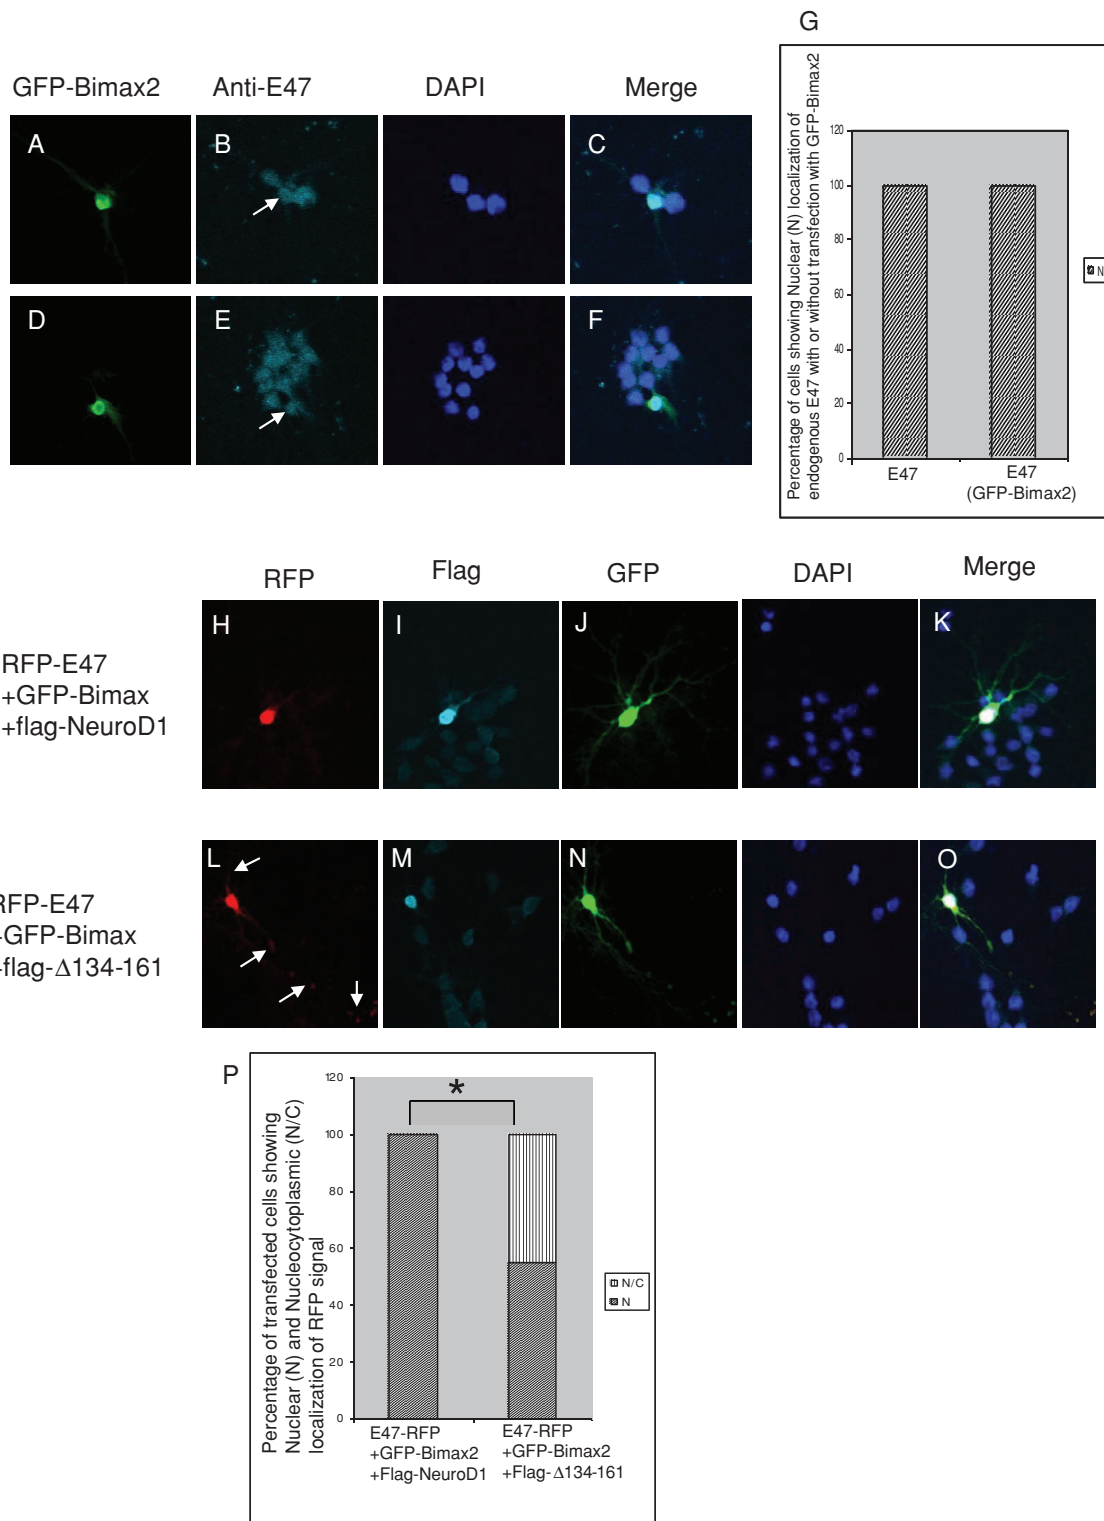 G
GFP-Bimax2 Anti-E47 DAPI Merge
A B C
D E F
Percentage of cells showing Nuclear (N) localization of
endogenous E47 with or without transfection with GFP-Bimax2
120
100
80
60
40
20
0
E47 E47
(GFP-Bimax2)
N
RFP Flag GFP DAPI Merge
RFP-E47
+GFP-Bimax
+flag-NeuroD1
H I J K
RFP-E47
+GFP-Bimax
+flag-Δ134-161
L M N O
P
Percentage of transfected cells showing
Nuclear (N) and Nucleocytoplasmic (N/C)
localization of RFP signal
120
100
80
60
40
20
0
*
N/C
N
E47-RFP
+GFP-Bimax2
+Flag-NeuroD1
E47-RFP
+GFP-Bimax2
+Flag-Δ134-161